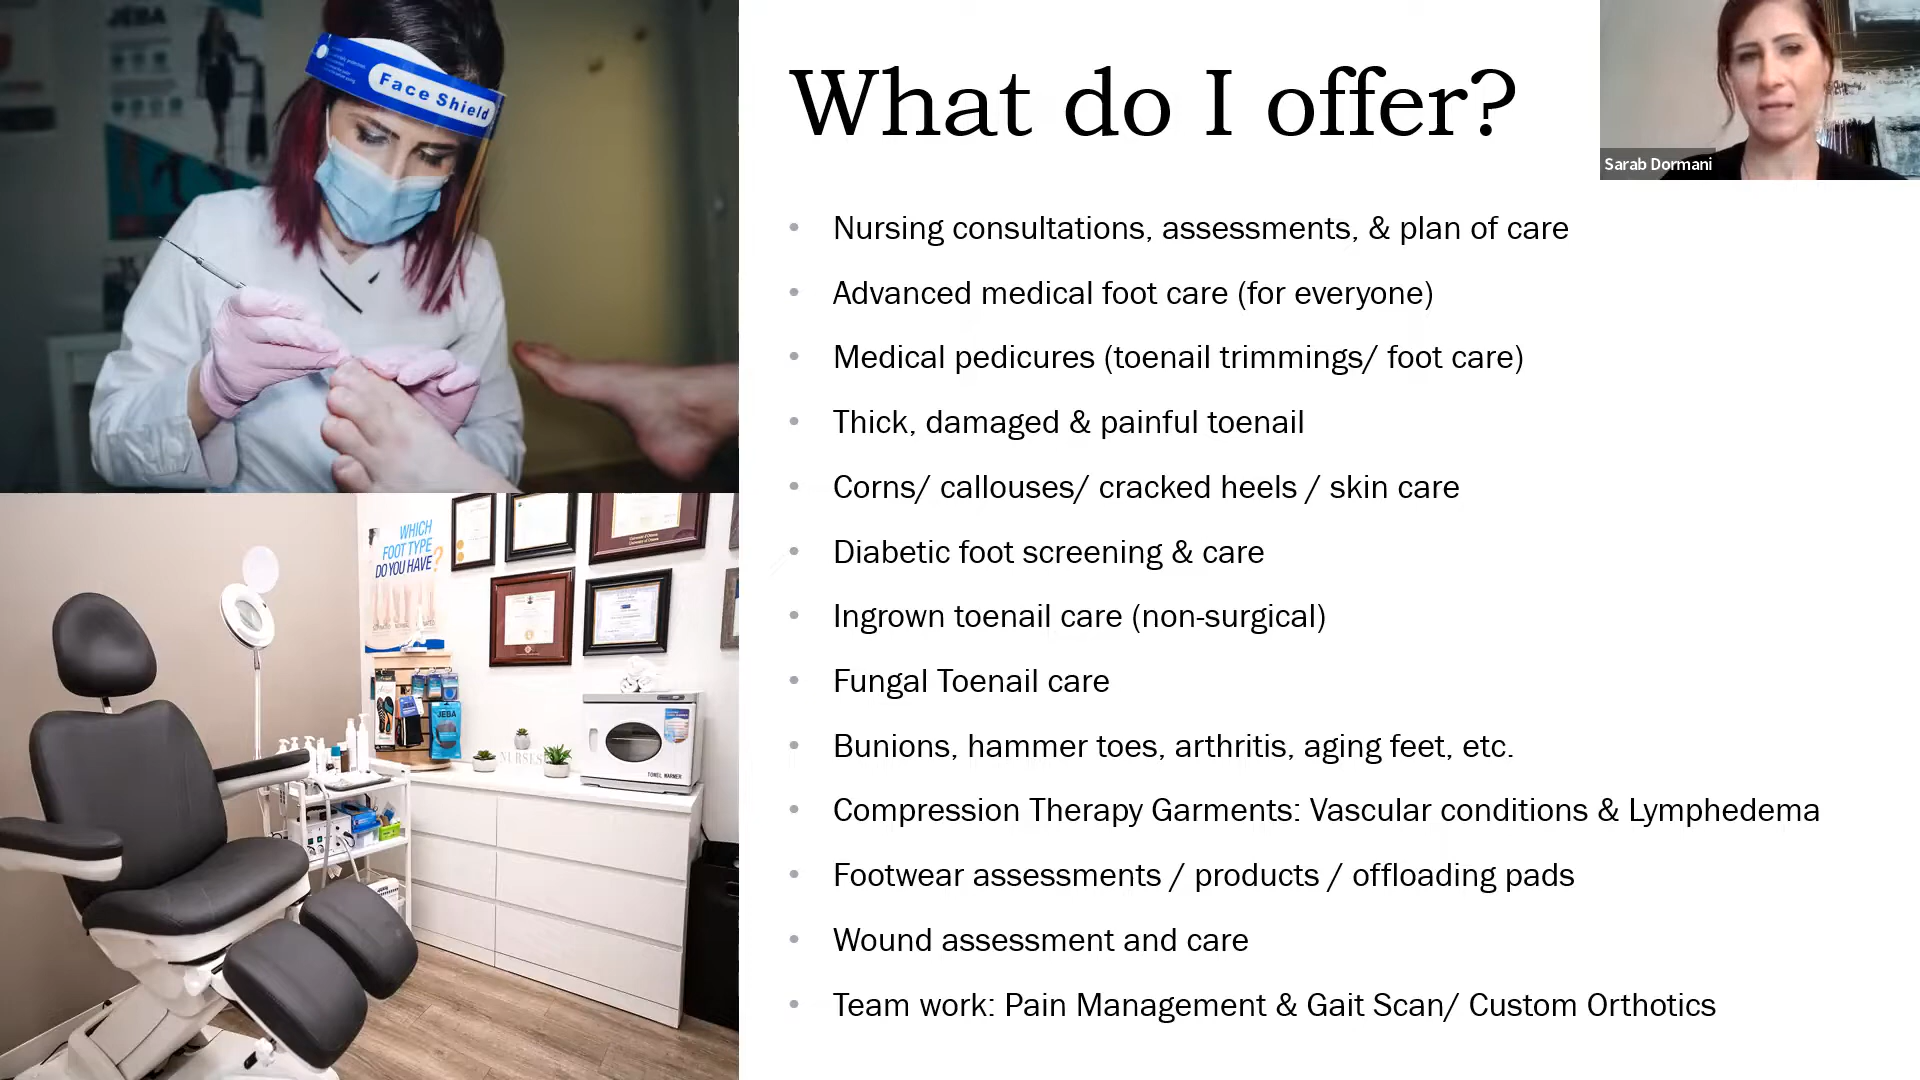 JEBA
Face Shield
What do I offer?
Sarab Dormani
• Nursing consultations, assessments, & plan of care
• Advanced medical foot care (for everyone)
• Medical pedicures (toenail trimmings/ foot care)
• Thick, damaged & painful toenail
• Corns/ callouses/ cracked heels / skin care
• Diabetic foot screening & care
• Ingrown toenail care (non-surgical)
• Fungal Toenail care
• Bunions, hammer toes, arthritis, aging feet, etc.
• Compression Therapy Garments: Vascular conditions & Lymphedema
• Footwear assessments / products / offloading pads
• Wound assessment and care
• Team work: Pain Management & Gait Scan/ Custom Orthotics
WHICH
FOOT TYPE
DO YOU HAVE?
JEBA
NURSES
TOWEL WARMER